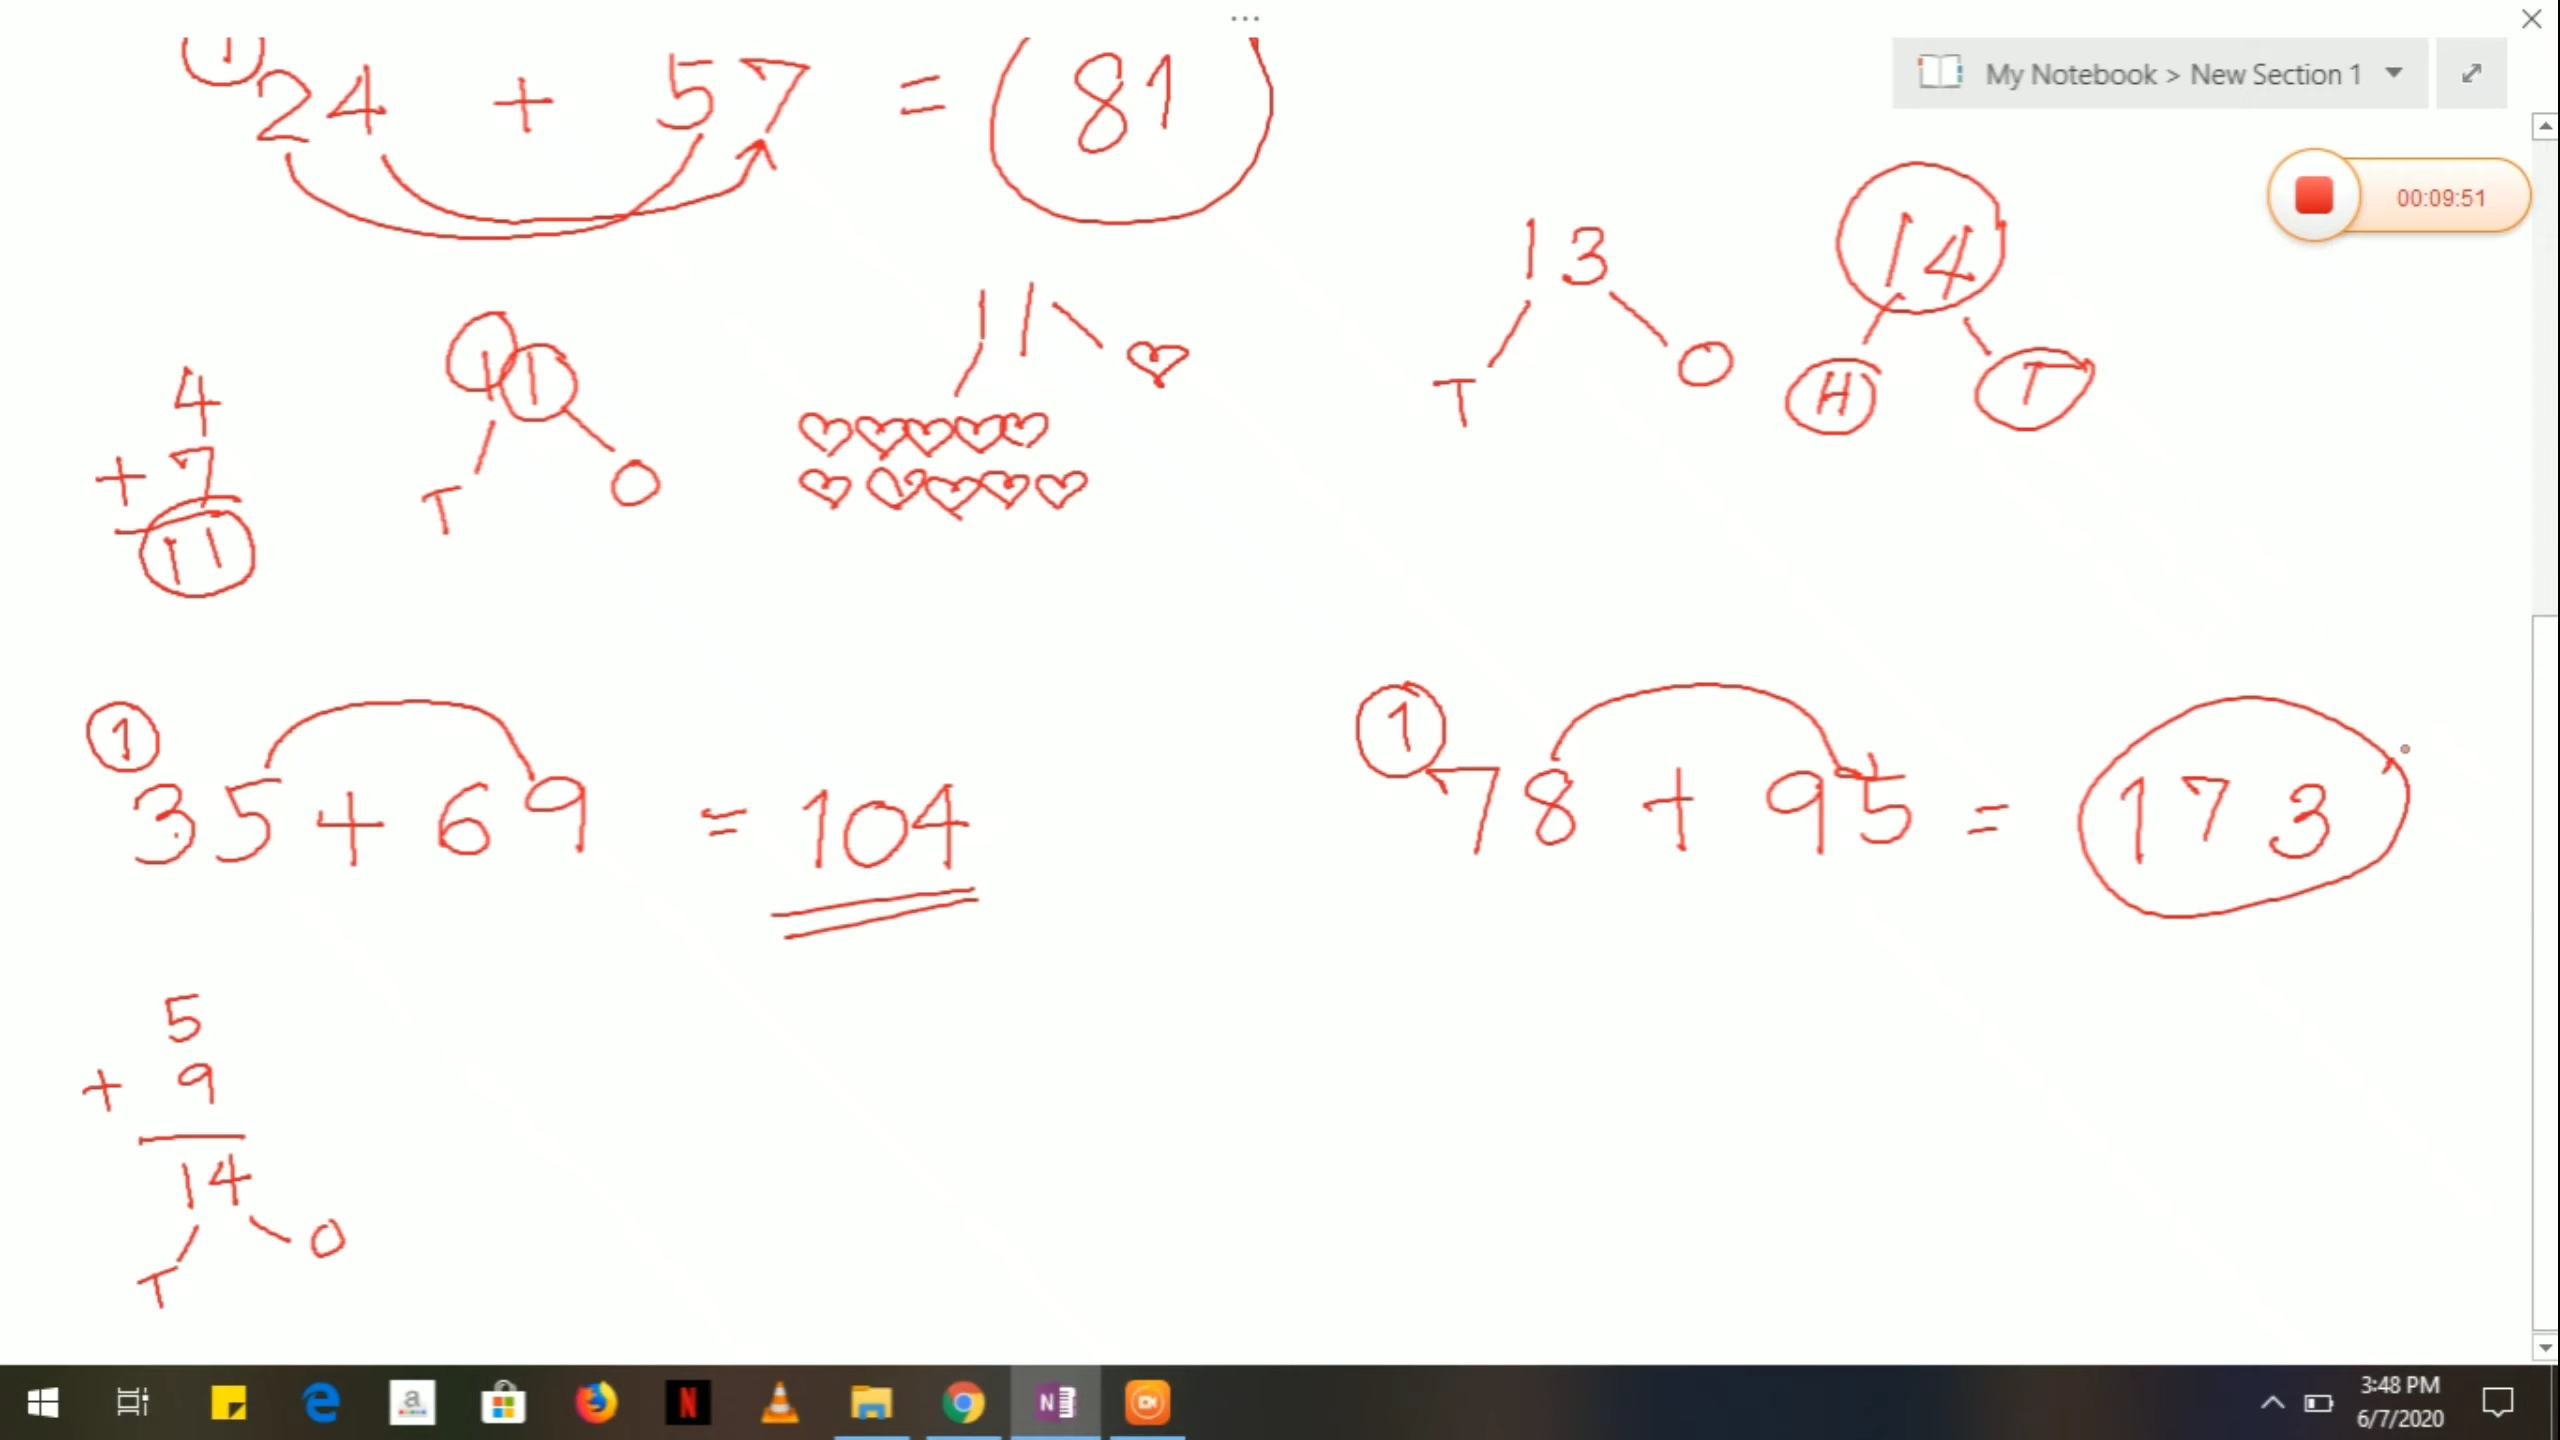 My Notebook > New Section 1
1
24 + 57 = 81
00:09:51
13
T O
14
H T
4
+ 7
11
11
T O
11
1
35 + 69 = 104
1
78 + 95 = 173
5
+ 9
14
T O
a
N
N
3:48 PM
6/7/2020